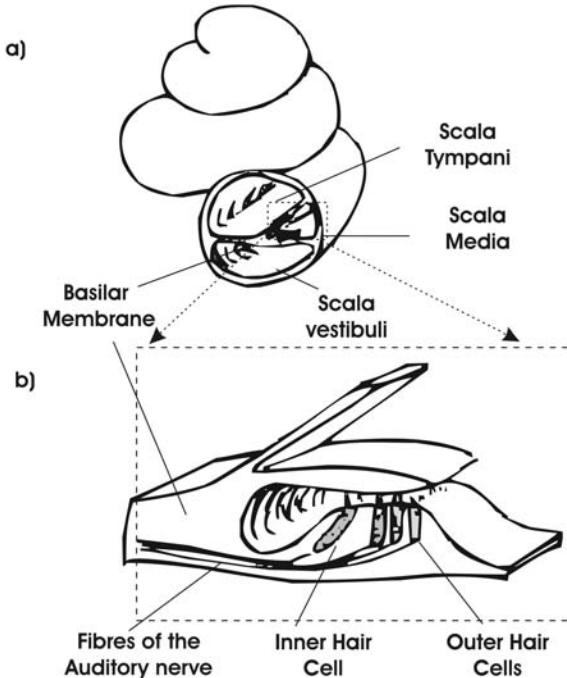 a)
Scala
Tympani
Scala
Media
Basilar
Membrane
Scala
vestibuli
b)
Fibres of the
Auditory nerve
Inner Hair
Cell
Outer Hair
Cells